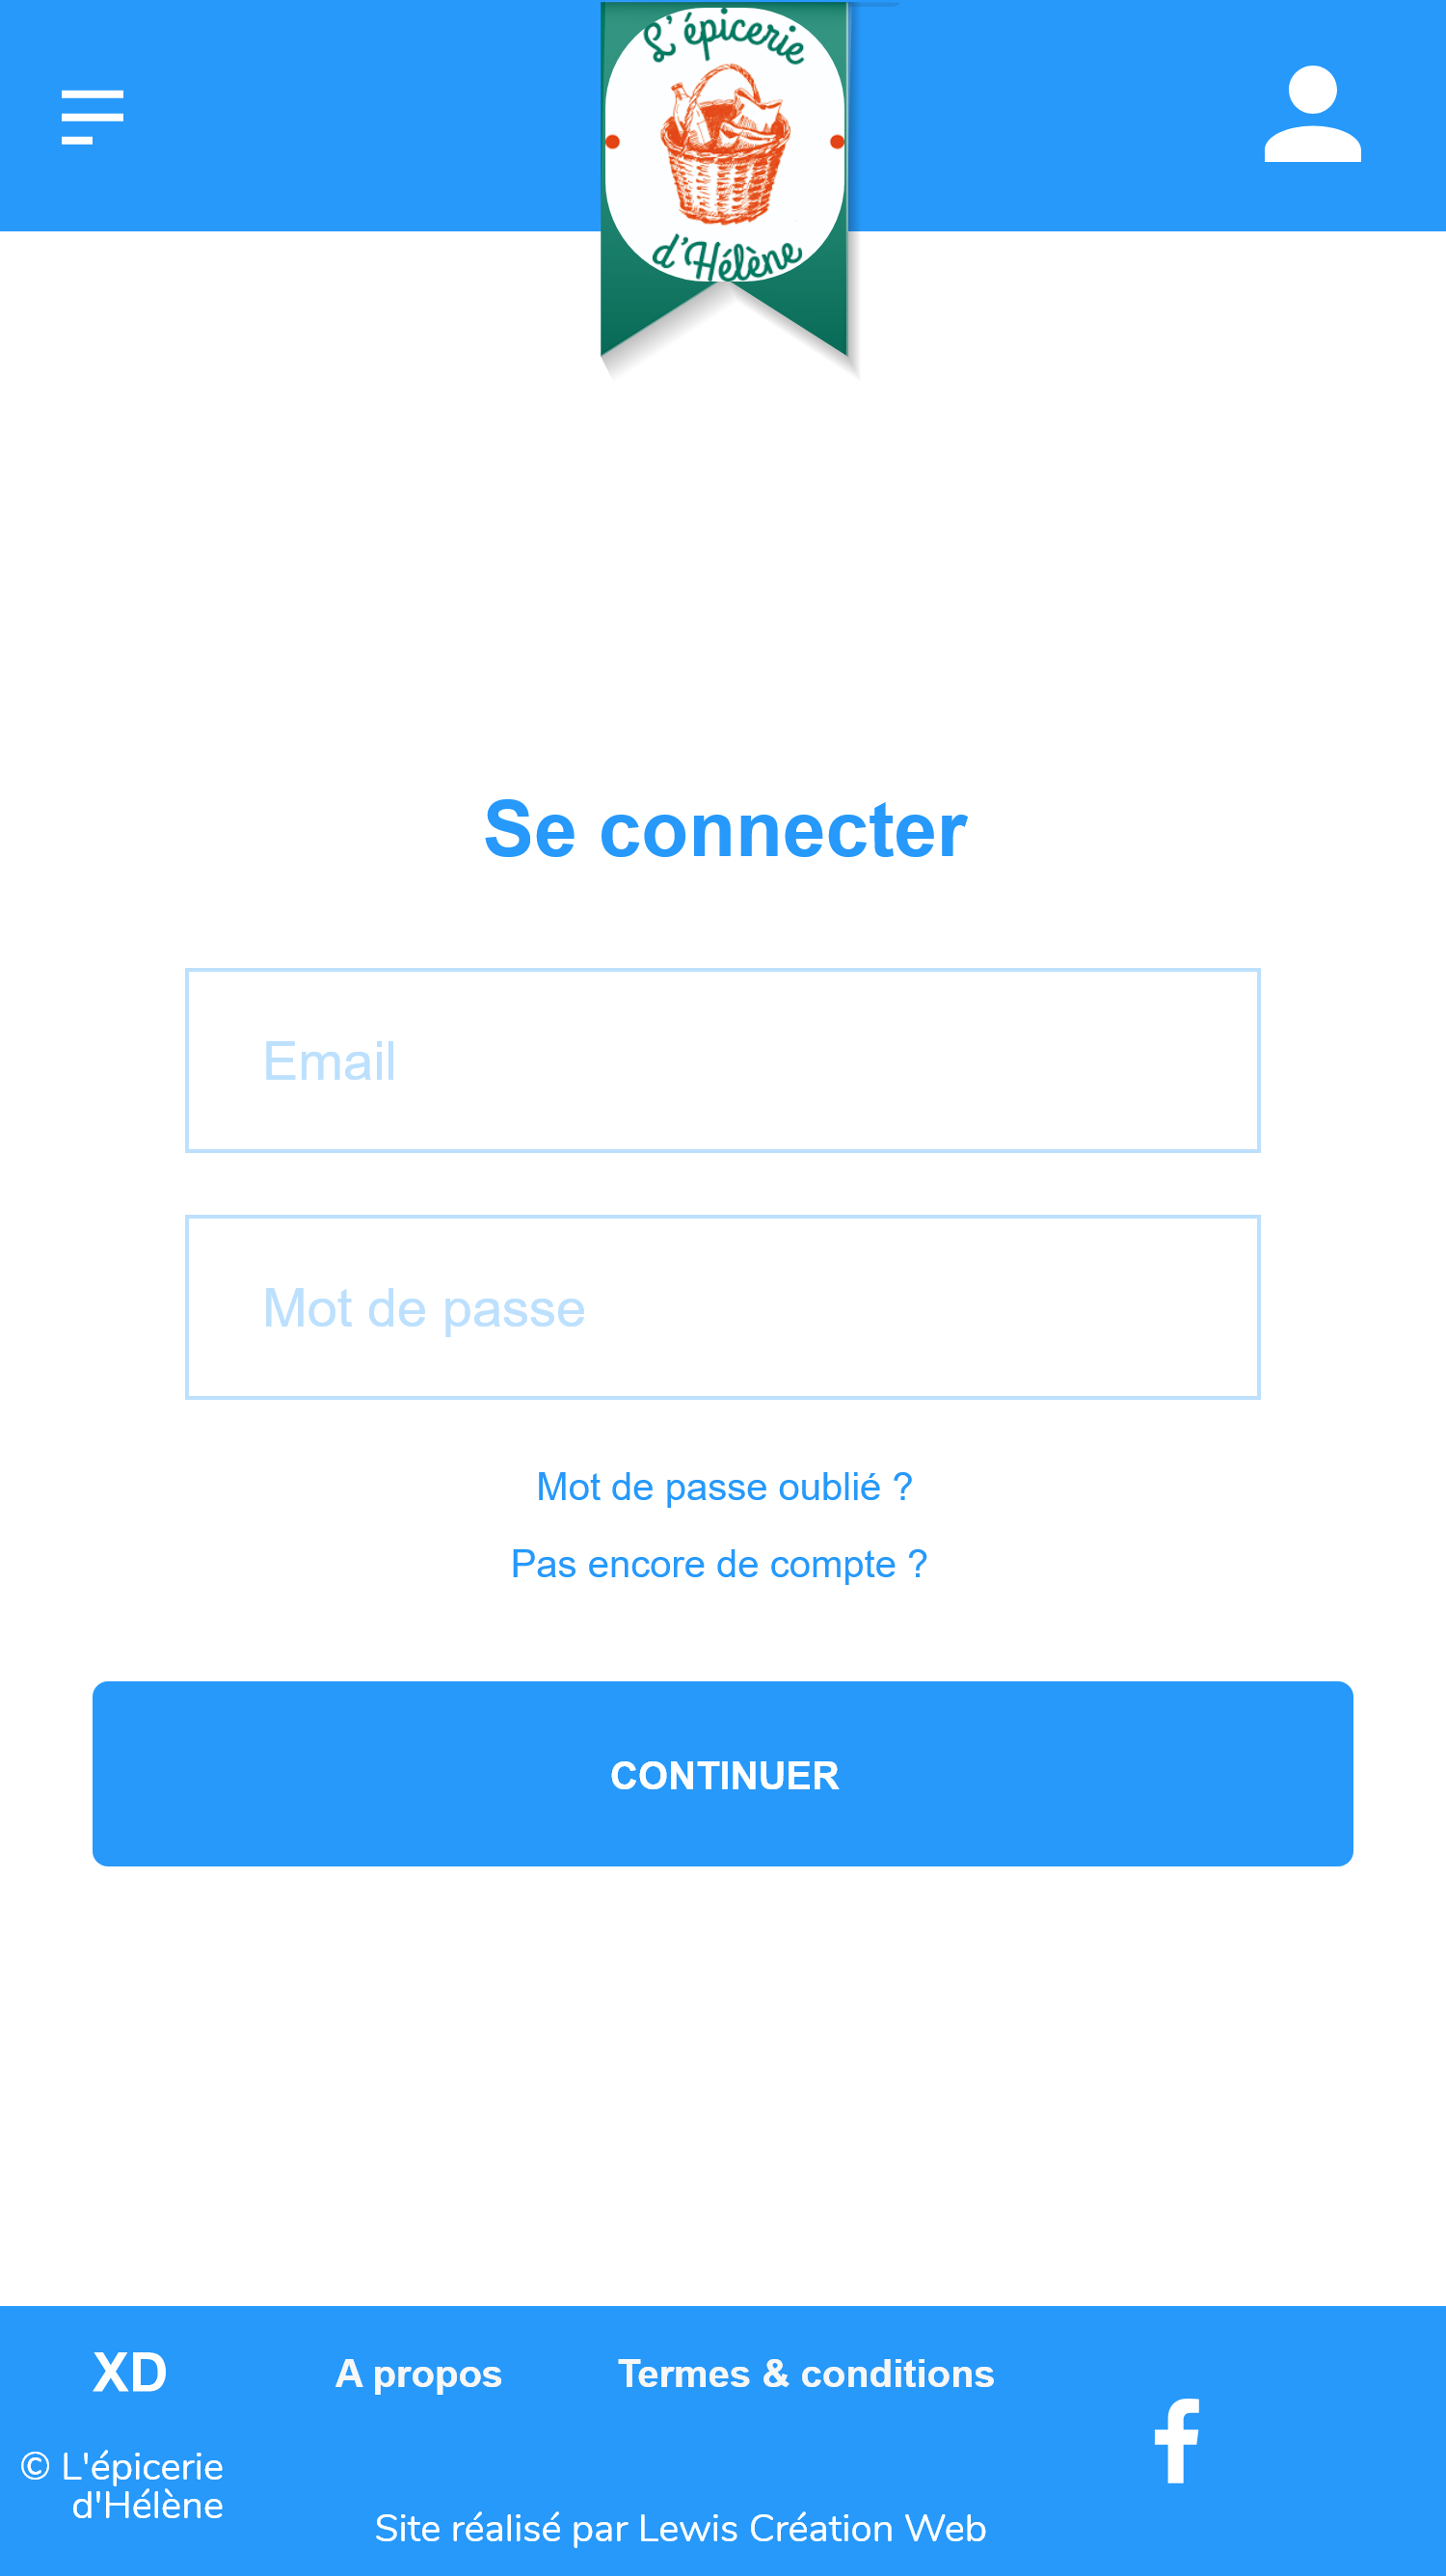 L'épicerie
d'Hélène
Se connecter
Email
Mot de passe
Mot de passe oublié ?
Pas encore de compte ?
CONTINUER
XD
A propos
Termes & conditions
© L'épicerie
d'Hélène
Site réalisé par Lewis Création Web